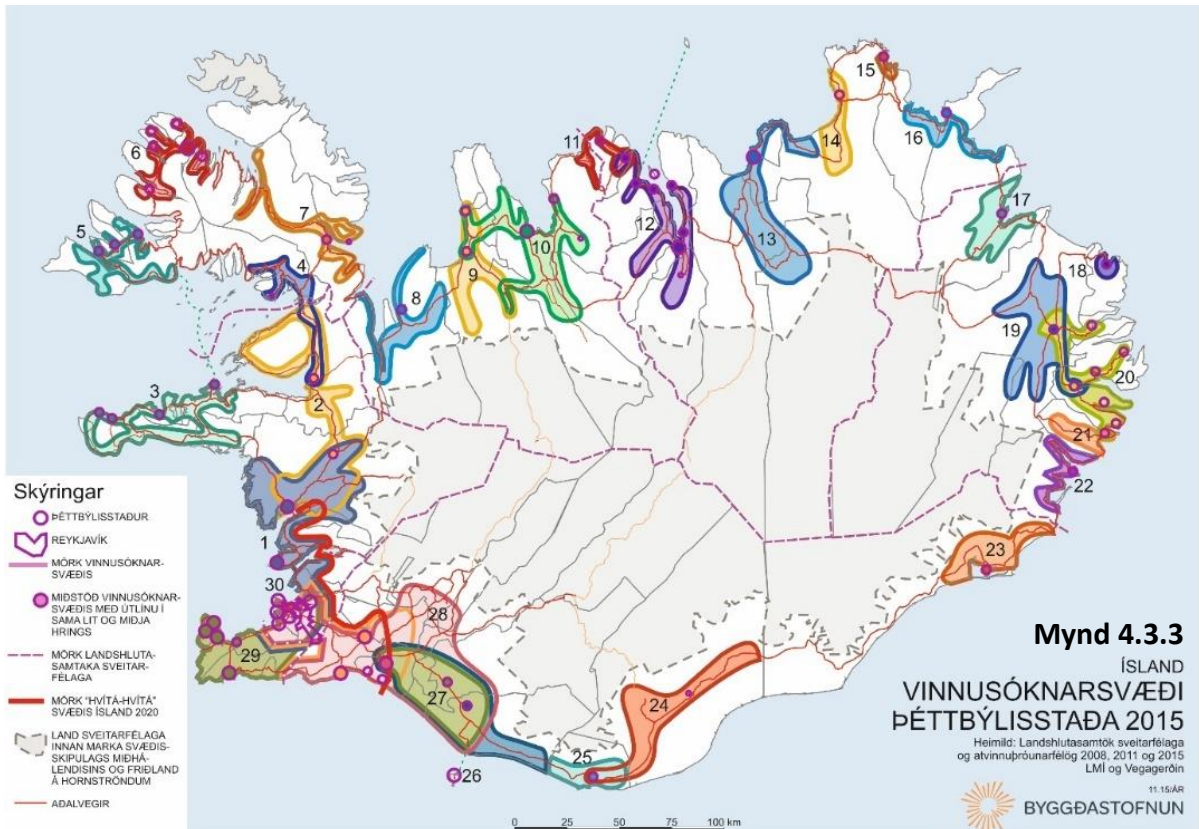 15
11
14
16
6
17
7
12
5
10
13
4
9
18
8
19
3
20
2
21
22
1
23
30
28
29
27
24
25
26
Skýringar
ÞÉTTBÝLISSTAÐUR
REYKJAVÍK
MÖRK VINNUSÓKNAR-
SVÆÐIS
MIÐSTÖÐ VINNUSÓKNAR-
SVÆÐIS MEÐ ÚTLÍNU Í
SAMA LIT OG MIÐJA
HRINGS
MÖRK LANDSHLUTA-
SAMTAKA SVEITAR-
FÉLAGA
MÖRK "HVÍTÁ-HVÍTÁ"
SVÆÐIS ÍSLAND 2020
LAND SVEITARFÉLAGA
INNAN MARKA SVÆÐIS-
SKIPULAGS MIÐHÁ-
LENDISINS OG FRIÐLAND
Á HORNSTRÖNDUM
AÐALVEGIR
Mynd 4.3.3
ÍSLAND
VINNUSÓKNARSVÆÐI
ÞÉTTBÝLISSTAÐA 2015
Heimild: Landshlutasamtök sveitarfélaga
og atvinnuþróunarfélög 2008, 2011 og 2015
LMÍ og Vegagerðin
11.15/ÁR
BYGGÐASTOFNUN
0 25 50 75 100 km